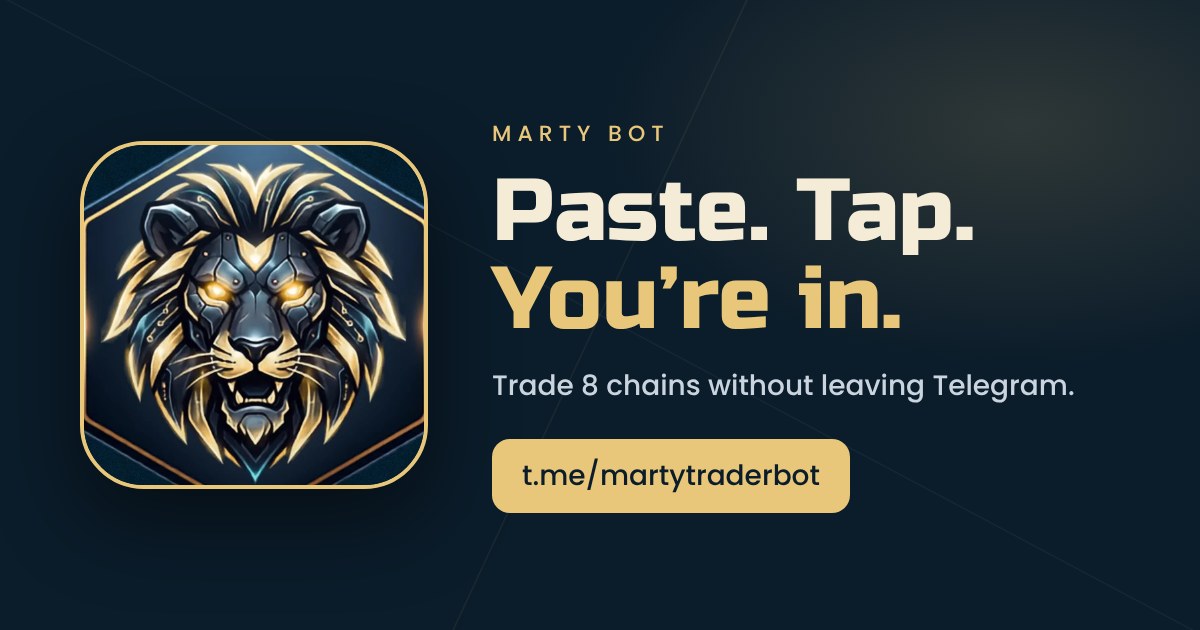 MARTY BOT
Paste. Tap.
You’re in.
Trade 8 chains without leaving Telegram.
t.me/martytraderbot